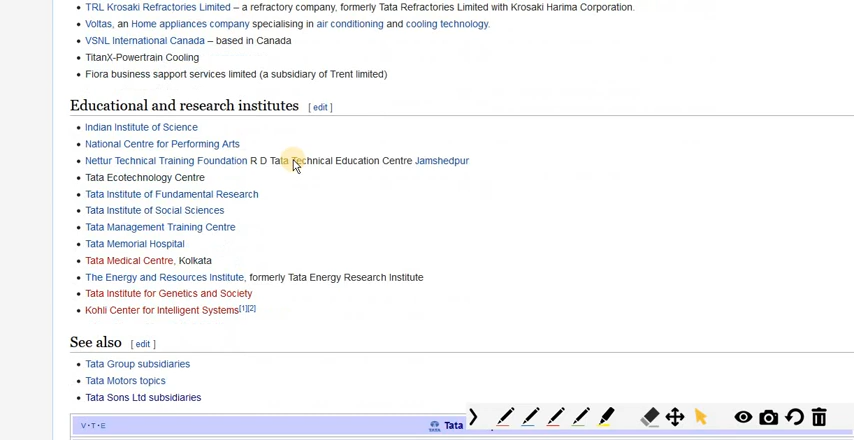 TRL Krosaki Refractories Limited – a refractory company, formerly Tata Refractories Limited with Krosaki Harima Corporation.
Voltas, an Home appliances company specialising in air conditioning and cooling technology.
VSNL International Canada – based in Canada
TitanX-Powertrain Cooling
Fiora business sapport services limited (a subsidiary of Trent limited)
Educational and research institutes [ edit ]
Indian Institute of Science
National Centre for Performing Arts
Nettur Technical Training Foundation R D Tata Technical Education Centre Jamshedpur
Tata Ecotechnology Centre
Tata Institute of Fundamental Research
Tata Institute of Social Sciences
Tata Management Training Centre
Tata Memorial Hospital
Tata Medical Centre, Kolkata
The Energy and Resources Institute, formerly Tata Energy Research Institute
Tata Institute for Genetics and Society
Kohli Center for Intelligent Systems[1][2]
See also [ edit ]
Tata Group subsidiaries
Tata Motors topics
Tata Sons Ltd subsidiaries
V·T·E TATA Tata